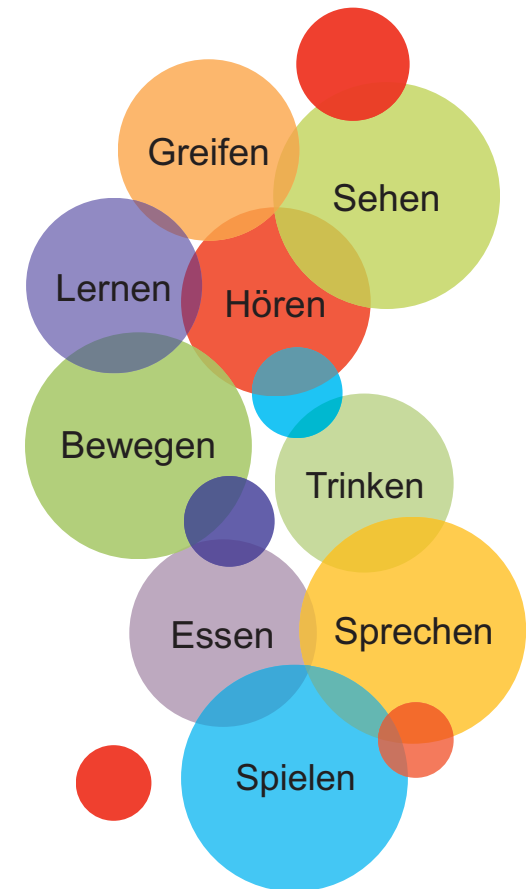 Greifen
Sehen
Lernen
Hören
Bewegen
Trinken
Essen
Sprechen
Spielen